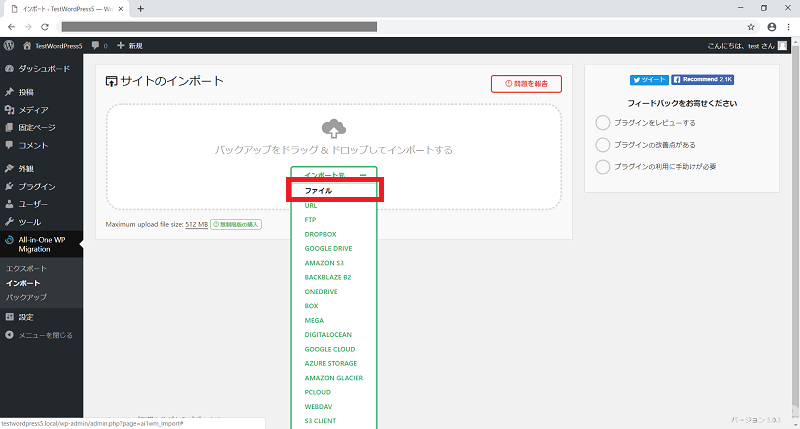 インポート ‹ TestWordPress5 — Wo
TestWordPress5
0
新規
こんにちは、test さん
ダッシュボード
投稿
メディア
固定ページ
コメント
外観
プラグイン
ユーザー
ツール
All-in-One WP
Migration
エクスポート
インポート
バックアップ
設定
メニューを閉じる
サイトのインポート
問題を報告
バックアップをドラッグ & ドロップしてインポートする
インポート元
ファイル
URL
FTP
DROPBOX
GOOGLE DRIVE
AMAZON S3
BACKBLAZE B2
ONEDRIVE
BOX
MEGA
DIGITALOCEAN
GOOGLE CLOUD
AZURE STORAGE
AMAZON GLACIER
PCLOUD
WEBDAV
S3 CLIENT
Maximum upload file size: 512 MB
無制限版の購入
ツイート
Recommend 2.1K
フィードバックをお寄せください
プラグインをレビューする
プラグインの改善点がある
プラグインの利用に手助けが必要
testwordpress5.local/wp-admin/admin.php?page=ai1wm_import#
バージョン 5.0.3